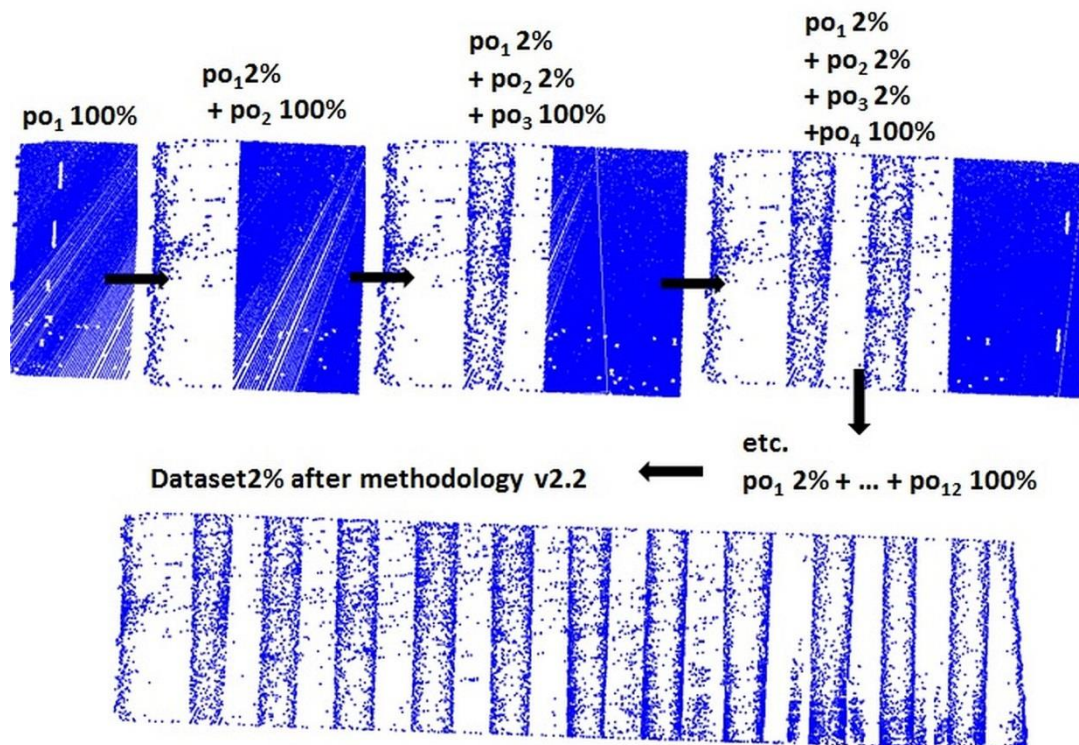 po₁ 100%
po₁2%
+ po₂ 100%
po₁ 2%
+ po₂ 2%
+ po₃ 100%
po₁ 2%
+ po₂ 2%
+ po₃ 2%
+po₄ 100%
etc.
po₁ 2% + ... + po₁₂ 100%
Dataset2% after methodology v2.2